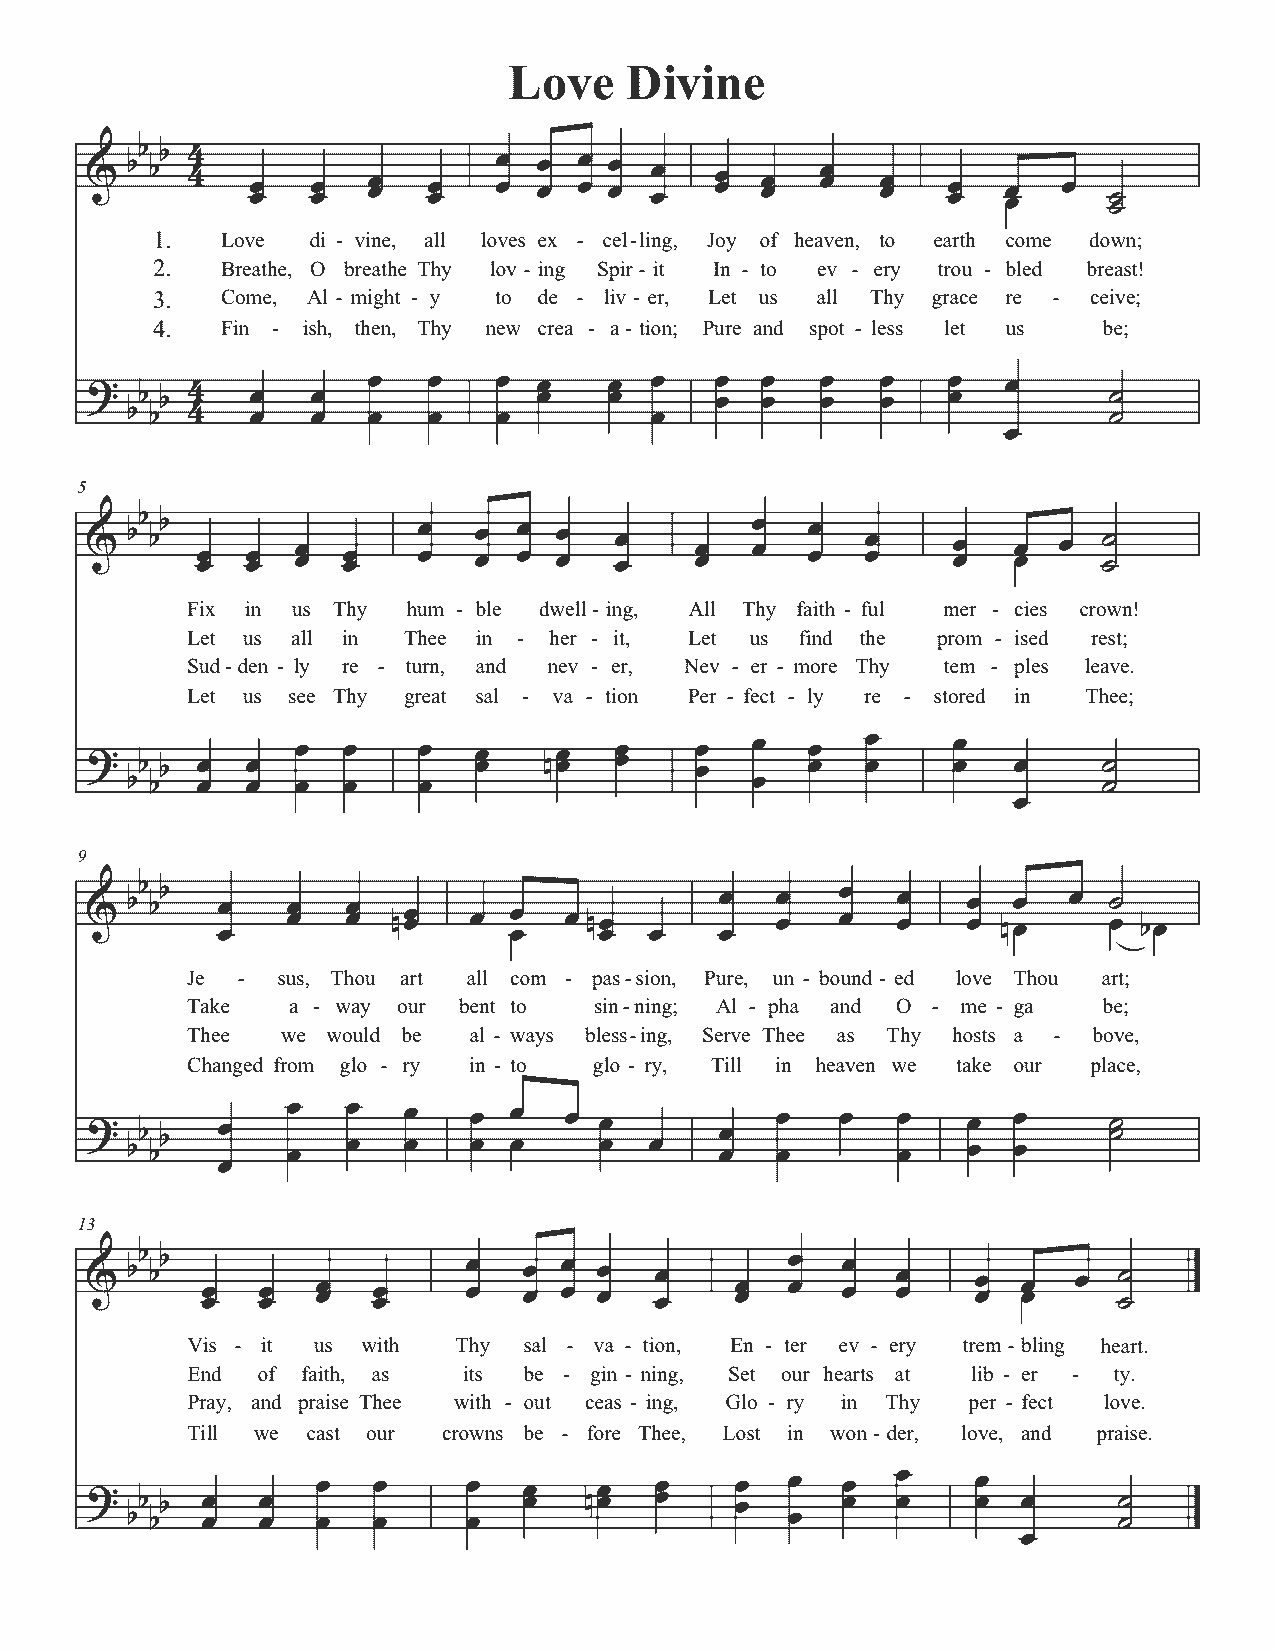 Love Divine
1. Love di - vine, all loves ex - cel - ling, Joy of heaven, to earth come down;
2. Breathe, O breathe Thy lov - ing Spir - it In - to ev - ery trou - bled breast!
3. Come, Al - might - y to de - liv - er, Let us all Thy grace re - ceive;
4. Fin - ish, then, Thy new crea - a - tion; Pure and spot - less let us be;
5
Fix in us Thy hum - ble dwell - ing, All Thy faith - ful mer - cies crown!
Let us all in Thee in - her - it, Let us find the prom - ised rest;
Sud - den - ly re - turn, and nev - er, Nev - er - more Thy tem - ples leave.
Let us see Thy great sal - va - tion Per - fect - ly re - stored in Thee;
9
Je - sus, Thou art all com - pas - sion, Pure, un - bound - ed love Thou art;
Take a - way our bent to sin - ning; Al - pha and O - me - ga be;
Thee we would be al - ways bless - ing, Serve Thee as Thy hosts a - bove,
Changed from glo - ry in - to glo - ry, Till in heaven we take our place,
13
Vis - it us with Thy sal - va - tion, En - ter ev - ery trem - bling heart.
End of faith, as its be - gin - ning, Set our hearts at lib - er - ty.
Pray, and praise Thee with - out ceas - ing, Glo - ry in Thy per - fect love.
Till we cast our crowns be - fore Thee, Lost in won - der, love, and praise.